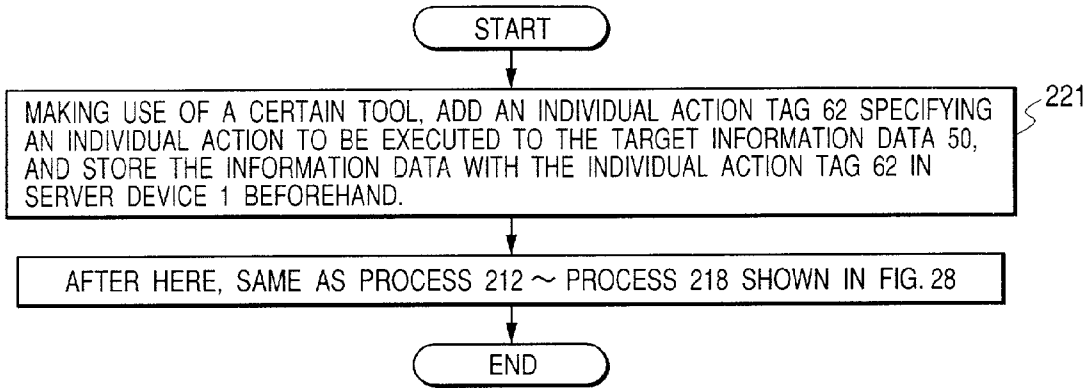 START
MAKING USE OF A CERTAIN TOOL, ADD AN INDIVIDUAL ACTION TAG 62 SPECIFYING
AN INDIVIDUAL ACTION TO BE EXECUTED TO THE TARGET INFORMATION DATA 50,
AND STORE THE INFORMATION DATA WITH THE INDIVIDUAL ACTION TAG 62 IN
SERVER DEVICE 1 BEFOREHAND.
221
AFTER HERE, SAME AS PROCESS 212 ~ PROCESS 218 SHOWN IN FIG. 28
END